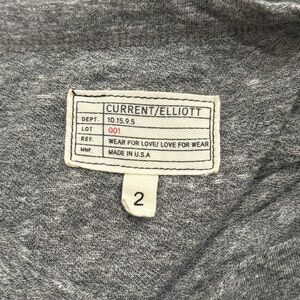 CURRENT/ELLIOTT
DEPT. 10.15.9.5
LOT 001
REF. WEAR FOR LOVE/ LOVE FOR WEAR
MNF. MADE IN U.S.A
2